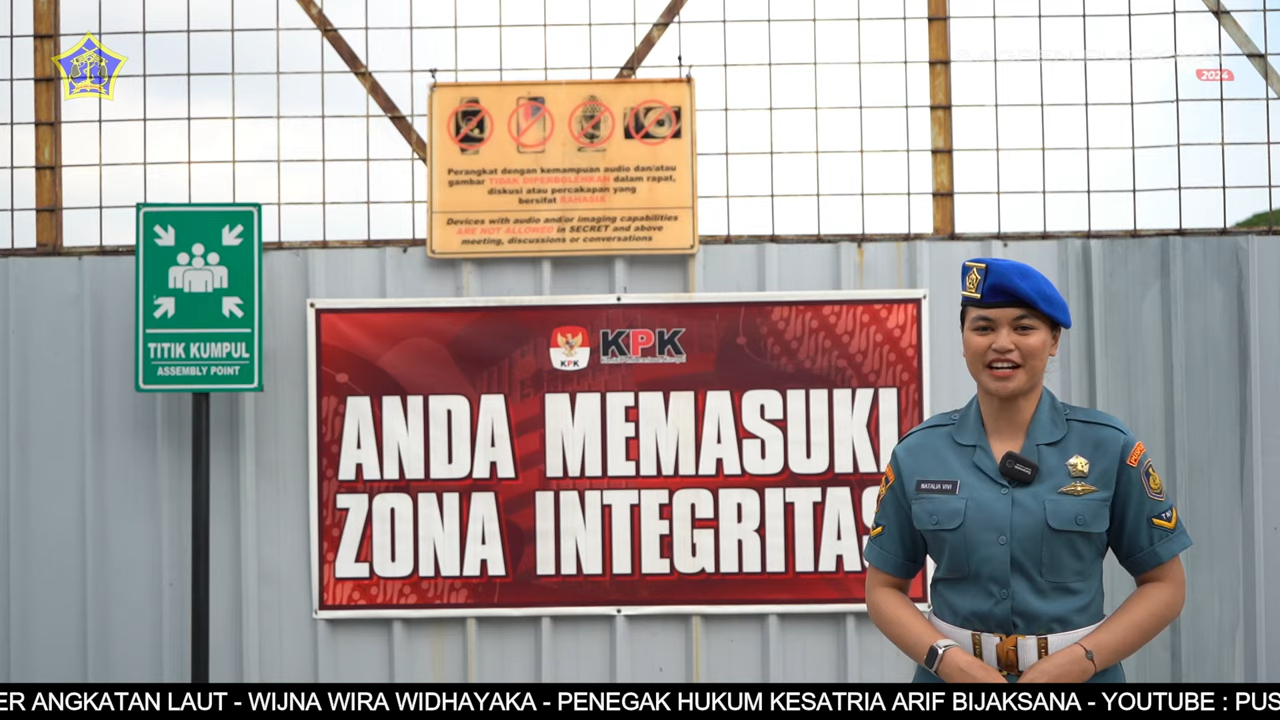 2024
Perangkat dengan kemampuan audio dan/atau
gambar TIDAK DIPERBOLEHKAN dalam rapat,
diskusi atau percakapan yang
bersifat RAHASIA
Devices with audio and/or imaging capabilities
ARE NOT ALLOWED in SECRET and above
meeting, discussions or conversations
TITIK KUMPUL
ASSEMBLY POINT
KPK
KPK
ANDA MEMASUKI
ZONA INTEGRITAS
NATALIA VIVI
ER ANGKATAN LAUT - WIJNA WIRA WIDHAYAKA - PENEGAK HUKUM KESATRIA ARIF BIJAKSANA - YOUTUBE : PUS